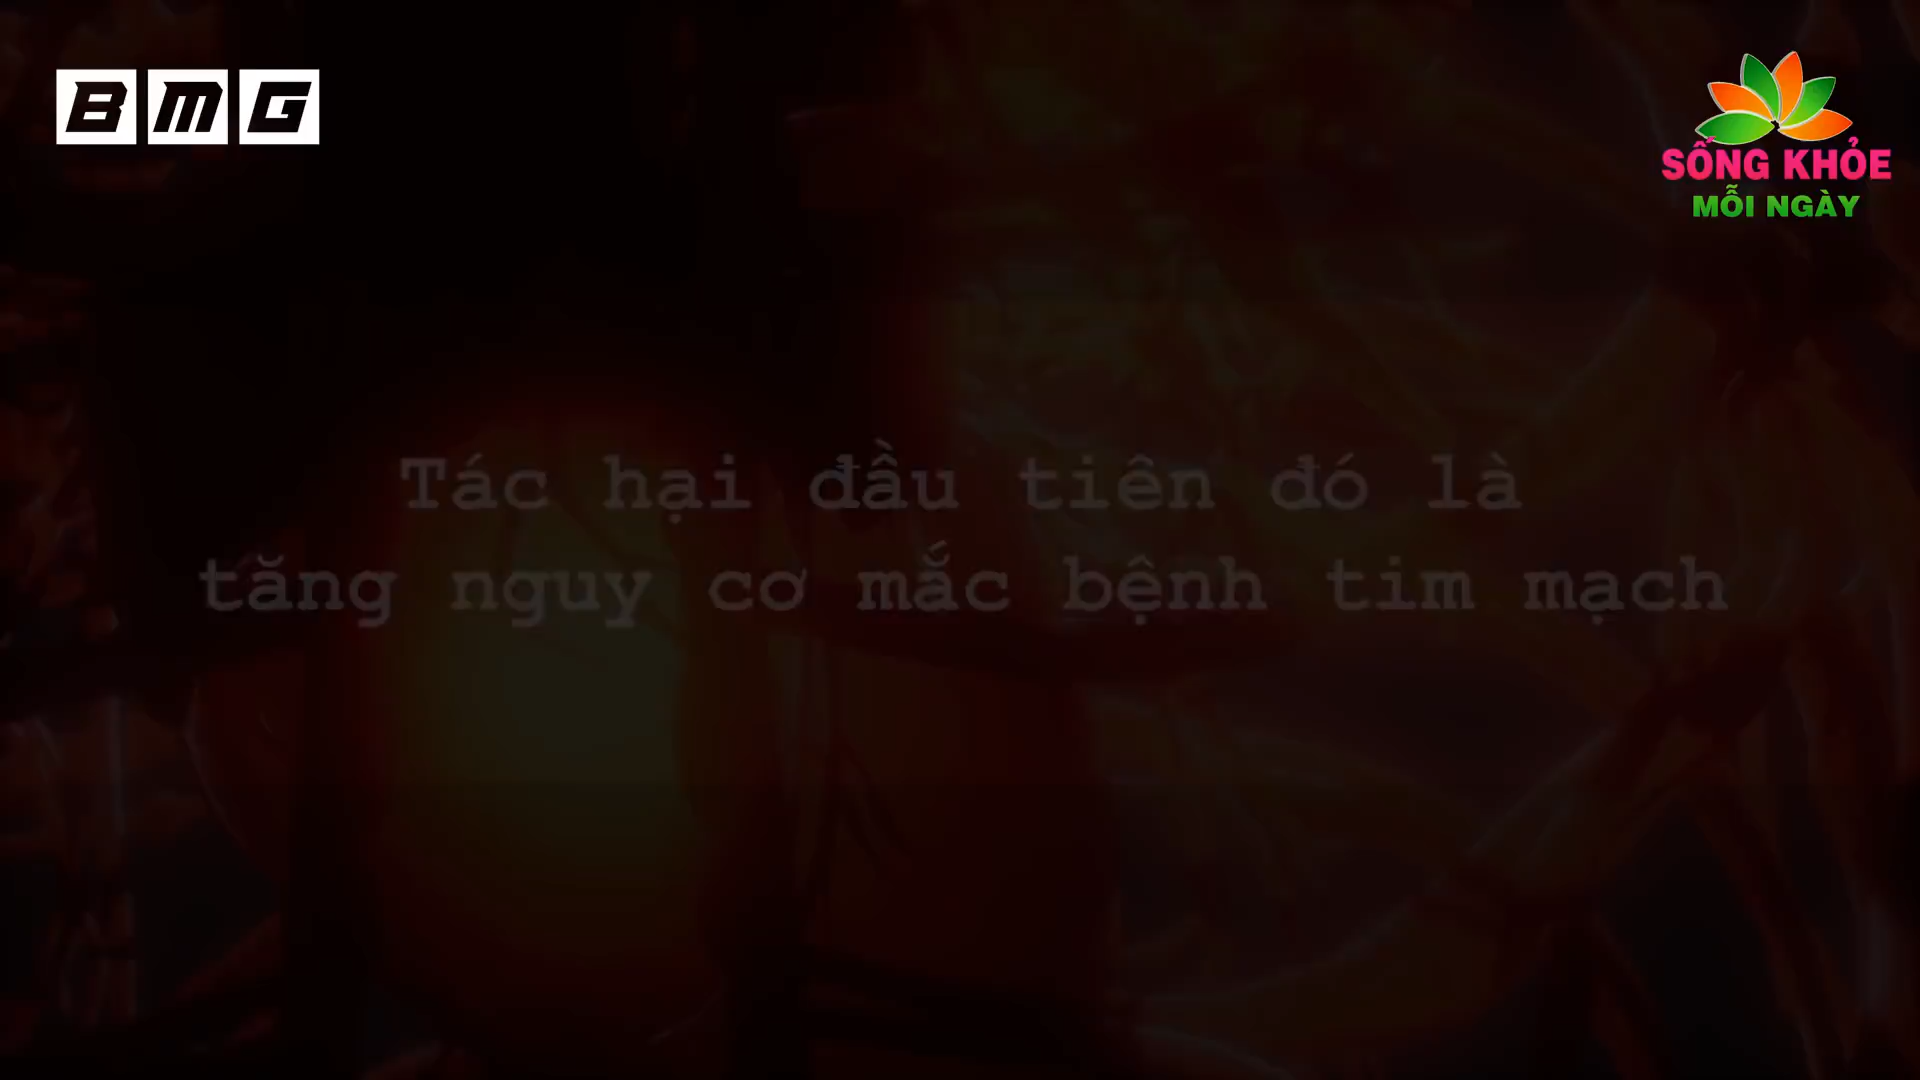 BMG
SỐNG KHỎE
MỖI NGÀY
Tác hại đầu tiên đó là
tăng nguy cơ mắc bệnh tim mạch